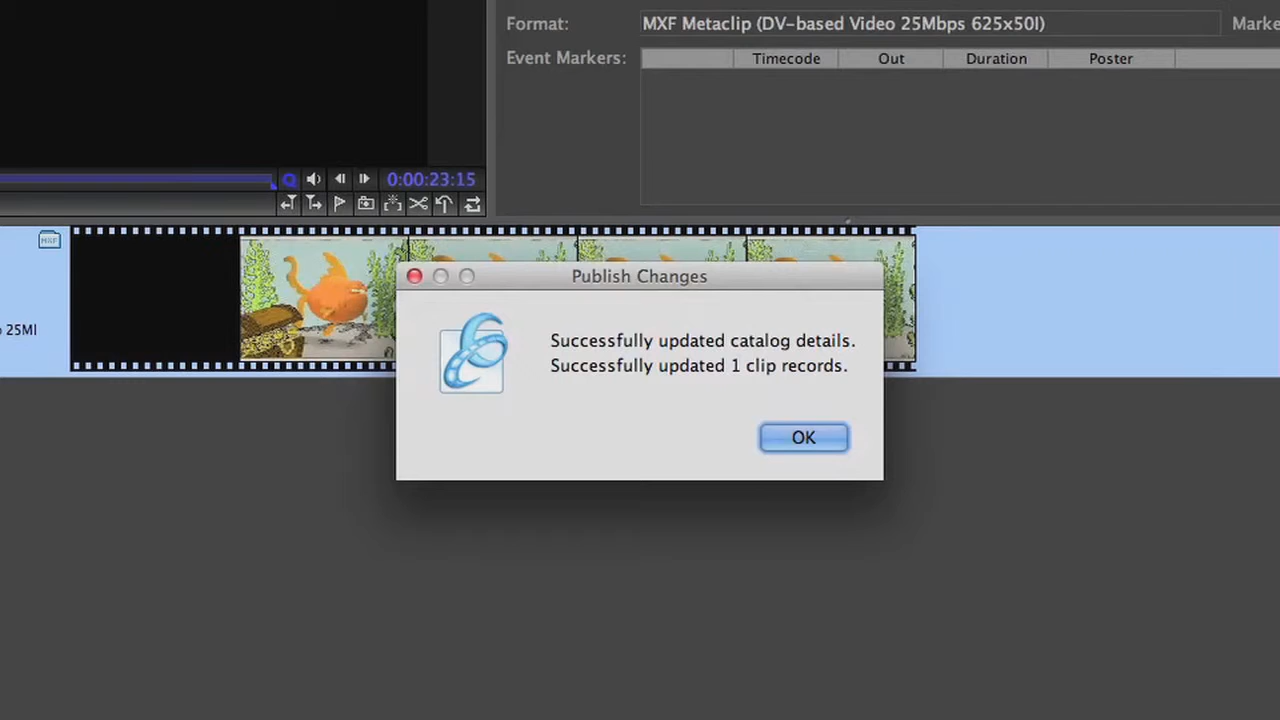 Format: MXF Metaclip (DV-based Video 25Mbps 625x50I) Marke
Event Markers: Timecode Out Duration Poster
0:00:23:15
MXF
o 25MI
Publish Changes
Successfully updated catalog details.
Successfully updated 1 clip records.
OK